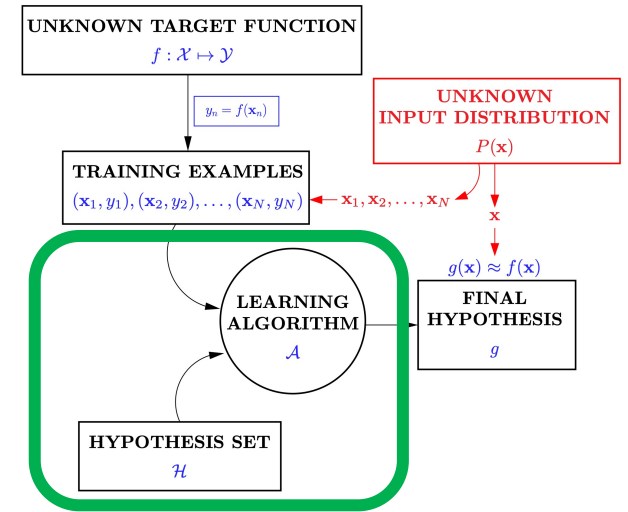 UNKNOWN TARGET FUNCTION
f : 𝒳 ↦ 𝒴
yₙ = f(𝐱ₙ)
UNKNOWN
INPUT DISTRIBUTION
P(𝐱)
TRAINING EXAMPLES
(𝐱₁, y₁), (𝐱₂, y₂), . . . , (𝐱_N, y_N)
𝐱₁, 𝐱₂, . . . , 𝐱_N
𝐱
g(𝐱) ≈ f(𝐱)
LEARNING
ALGORITHM
𝒜
FINAL
HYPOTHESIS
g
HYPOTHESIS SET
ℋ